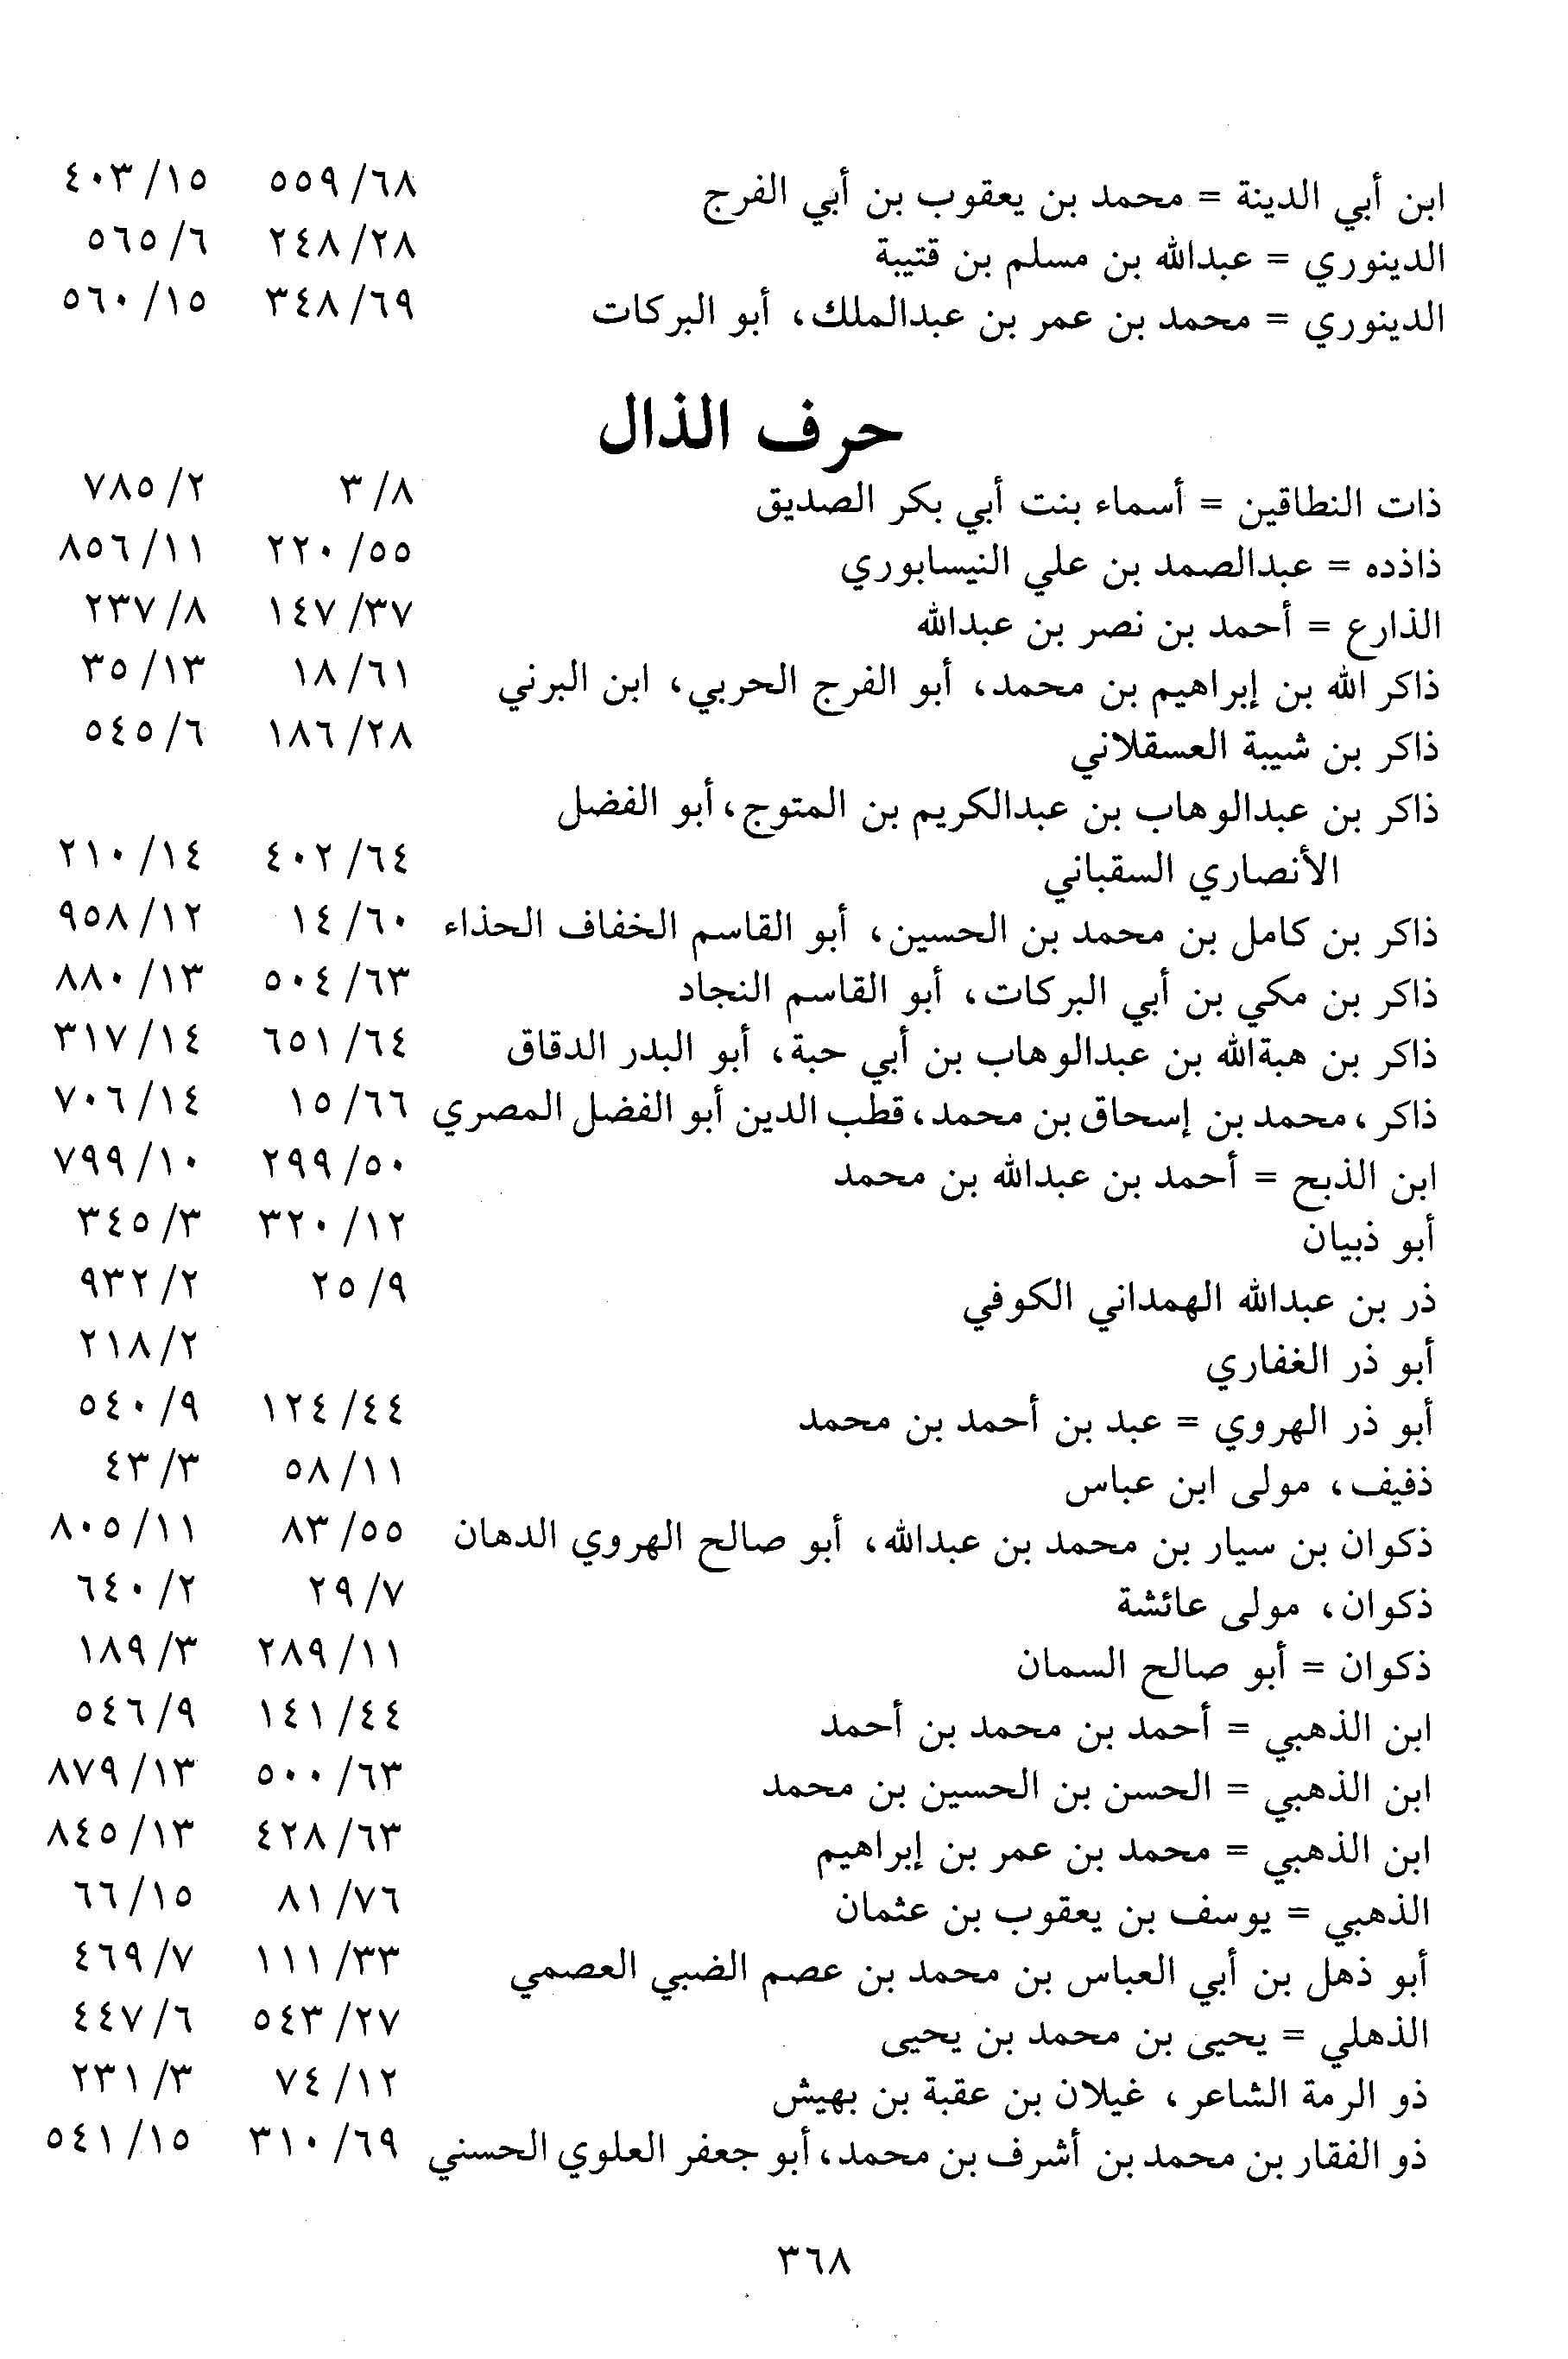 ابن أبي الدينة = محمد بن يعقوب بن أبي الفرج ٦٨/ ٥٥٩ ١٥/ ٤٠٣
الدينوري = عبدالله بن مسلم بن قتيبة ٢٨/ ٢٤٨ ٦/ ٥٦٥
الدينوري = محمد بن عمر بن عبدالملك، أبو البركات ٦٩/ ٣٤٨ ١٥/ ٥٦٠
حرف الذال
ذات النطاقين = أسماء بنت أبي بكر الصديق ٨/ ٣ ٢/ ٧٨٥
ذاذده = عبدالصمد بن علي النيسابوري ٥٥/ ٢٢٠ ١١/ ٨٥٦
الذارع = أحمد بن نصر بن عبدالله ٣٧/ ١٤٧ ٨/ ٢٣٧
ذاكر الله بن إبراهيم بن محمد، أبو الفرج الحربي، ابن البرني ٦١/ ١٨ ١٣/ ٣٥
ذاكر بن شيبة العسقلاني ٢٨/ ١٨٦ ٦/ ٥٤٥
ذاكر بن عبدالوهاب بن عبدالكريم بن المتوج، أبو الفضل
الأنصاري السقباني ٦٤/ ٤٠٢ ١٤/ ٢١٠
ذاكر بن كامل بن محمد بن الحسين، أبو القاسم الخفاف الحذاء ٦٠/ ١٤ ١٢/ ٩٥٨
ذاكر بن مكي بن أبي البركات، أبو القاسم النجاد ٦٣/ ٥٠٤ ١٣/ ٨٨٠
ذاكر بن هبةالله بن عبدالوهاب بن أبي حبة، أبو البدر الدقاق ٦٤/ ٦٥١ ١٤/ ٣١٧
ذاكر، محمد بن إسحاق بن محمد، قطب الدين أبو الفضل المصري ٦٦/ ١٥ ١٤/ ٧٠٦
ابن الذبح = أحمد بن عبدالله بن محمد ٥٠/ ٢٩٩ ١٠/ ٧٩٩
أبو ذبيان ١٢/ ٣٢٠ ٣/ ٣٤٥
ذر بن عبدالله الهمداني الكوفي ٩/ ٢٥ ٢/ ٩٣٢
أبو ذر الغفاري ٢/ ٢١٨
أبو ذر الهروي = عبد بن أحمد بن محمد ٤٤/ ١٢٤ ٩/ ٥٤٠
ذفيف، مولى ابن عباس ١١/ ٥٨ ٣/ ٤٣
ذكوان بن سيار بن محمد بن عبدالله، أبو صالح الهروي الدهان ٥٥/ ٨٣ ١١/ ٨٠٥
ذكوان، مولى عائشة ٧/ ٢٩ ٢/ ٦٤٠
ذكوان = أبو صالح السمان ١١/ ٢٨٩ ٣/ ١٨٩
ابن الذهبي = أحمد بن محمد بن أحمد ٤٤/ ١٤١ ٩/ ٥٤٦
ابن الذهبي = الحسن بن الحسين بن محمد ٦٣/ ٥٠٠ ١٣/ ٨٧٩
ابن الذهبي = محمد بن عمر بن إبراهيم ٦٣/ ٤٢٨ ١٣/ ٨٤٥
الذهبي = يوسف بن يعقوب بن عثمان ٧٦/ ٨١ ١٥/ ٦٦
أبو ذهل بن أبي العباس بن محمد بن عصم الضبي العصمي ٣٣/ ١١١ ٧/ ٤٦٩
الذهلي = يحيى بن محمد بن يحيى ٢٧/ ٥٤٣ ٦/ ٤٤٧
ذو الرمة الشاعر، غيلان بن عقبة بن بهيش ١٢/ ٧٤ ٣/ ٢٣١
ذو الفقار بن محمد بن أشرف بن محمد، أبو جعفر العلوي الحسني ٦٩/ ٣١٠ ١٥/ ٥٤١
٣٦٨